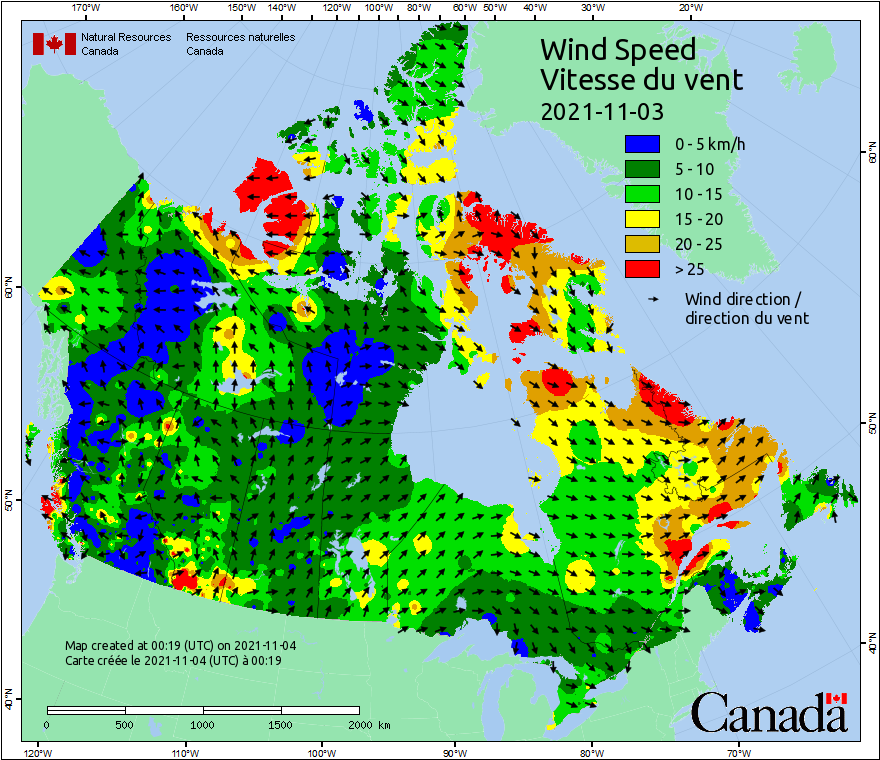 170°W 160°W 150°W 140°W 120°W 100°W 80°W 60°W 50°W 40°W 30°W 20°W
Natural Resources Ressources naturelles
Canada Canada
Wind Speed
Vitesse du vent
2021-11-03
0 - 5 km/h
5 - 10
10 - 15
15 - 20
20 - 25
> 25
Wind direction /
direction du vent
60°N
50°N
40°N
60°N
50°N
40°N
Map created at 00:19 (UTC) on 2021-11-04
Carte créée le 2021-11-04 (UTC) à 00:19
0 500 1000 1500 2000 km
Canada
120°W 110°W 100°W 90°W 80°W 70°W